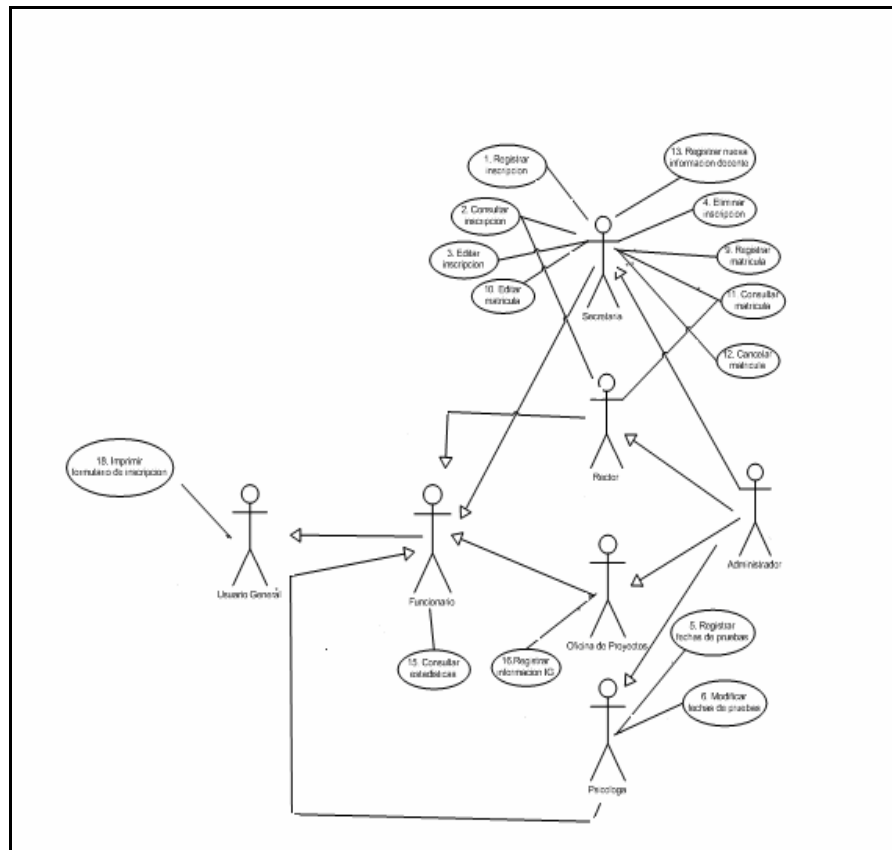 1. Registrar
inscripcion
13. Registrar nueva
informacion docente
2. Consultar
inscripcion
4. Eliminar
inscripcion
3. Editar
inscripcion
9. Registrar
matricula
10. Editar
matricula
11. Consultar
matricula
Secretaria
12. Cancelar
matricula
Rector
18. Imprimir
formulario de inscripcion
Usuario General
Funcionario
Administrador
Oficina de Proyectos
5. Registrar
fechas de pruebas
15. Consultar
estadisticas
16.Registrar
informacion IC
6. Modificar
fechas de pruebas
Psicologa